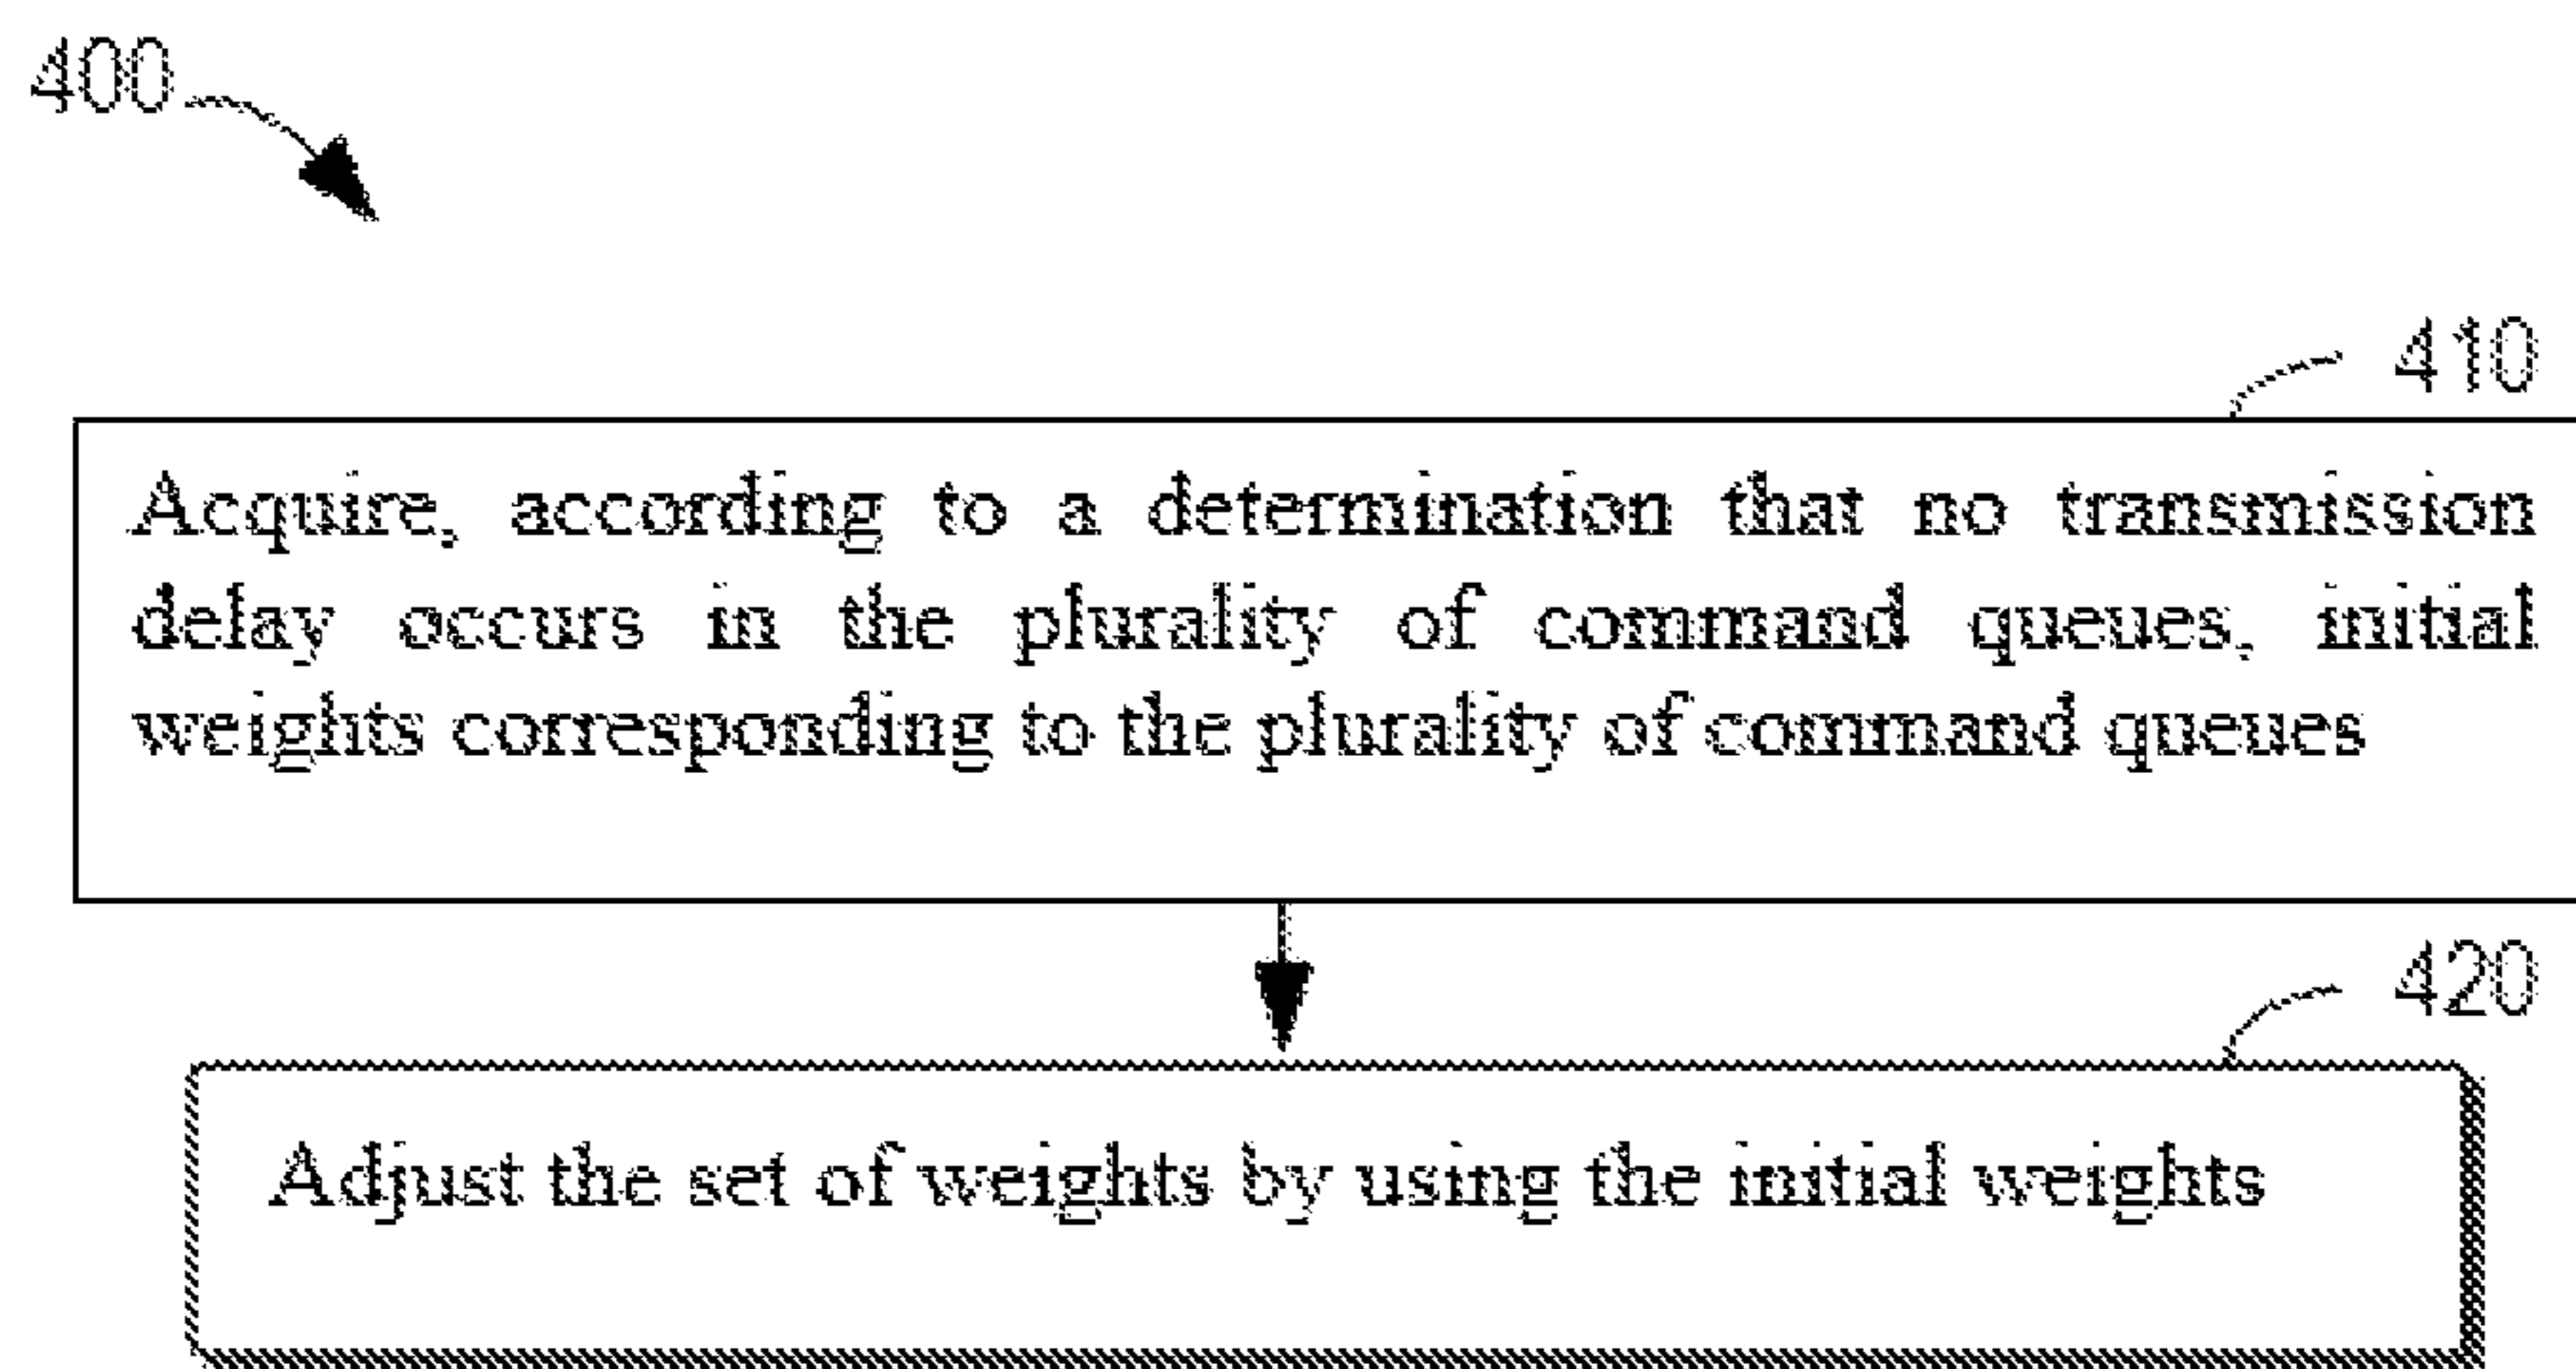 400
410
Acquire, according to a determination that no transmission
delay occurs in the plurality of command queues, initial
weights corresponding to the plurality of command queues
420
Adjust the set of weights by using the initial weights